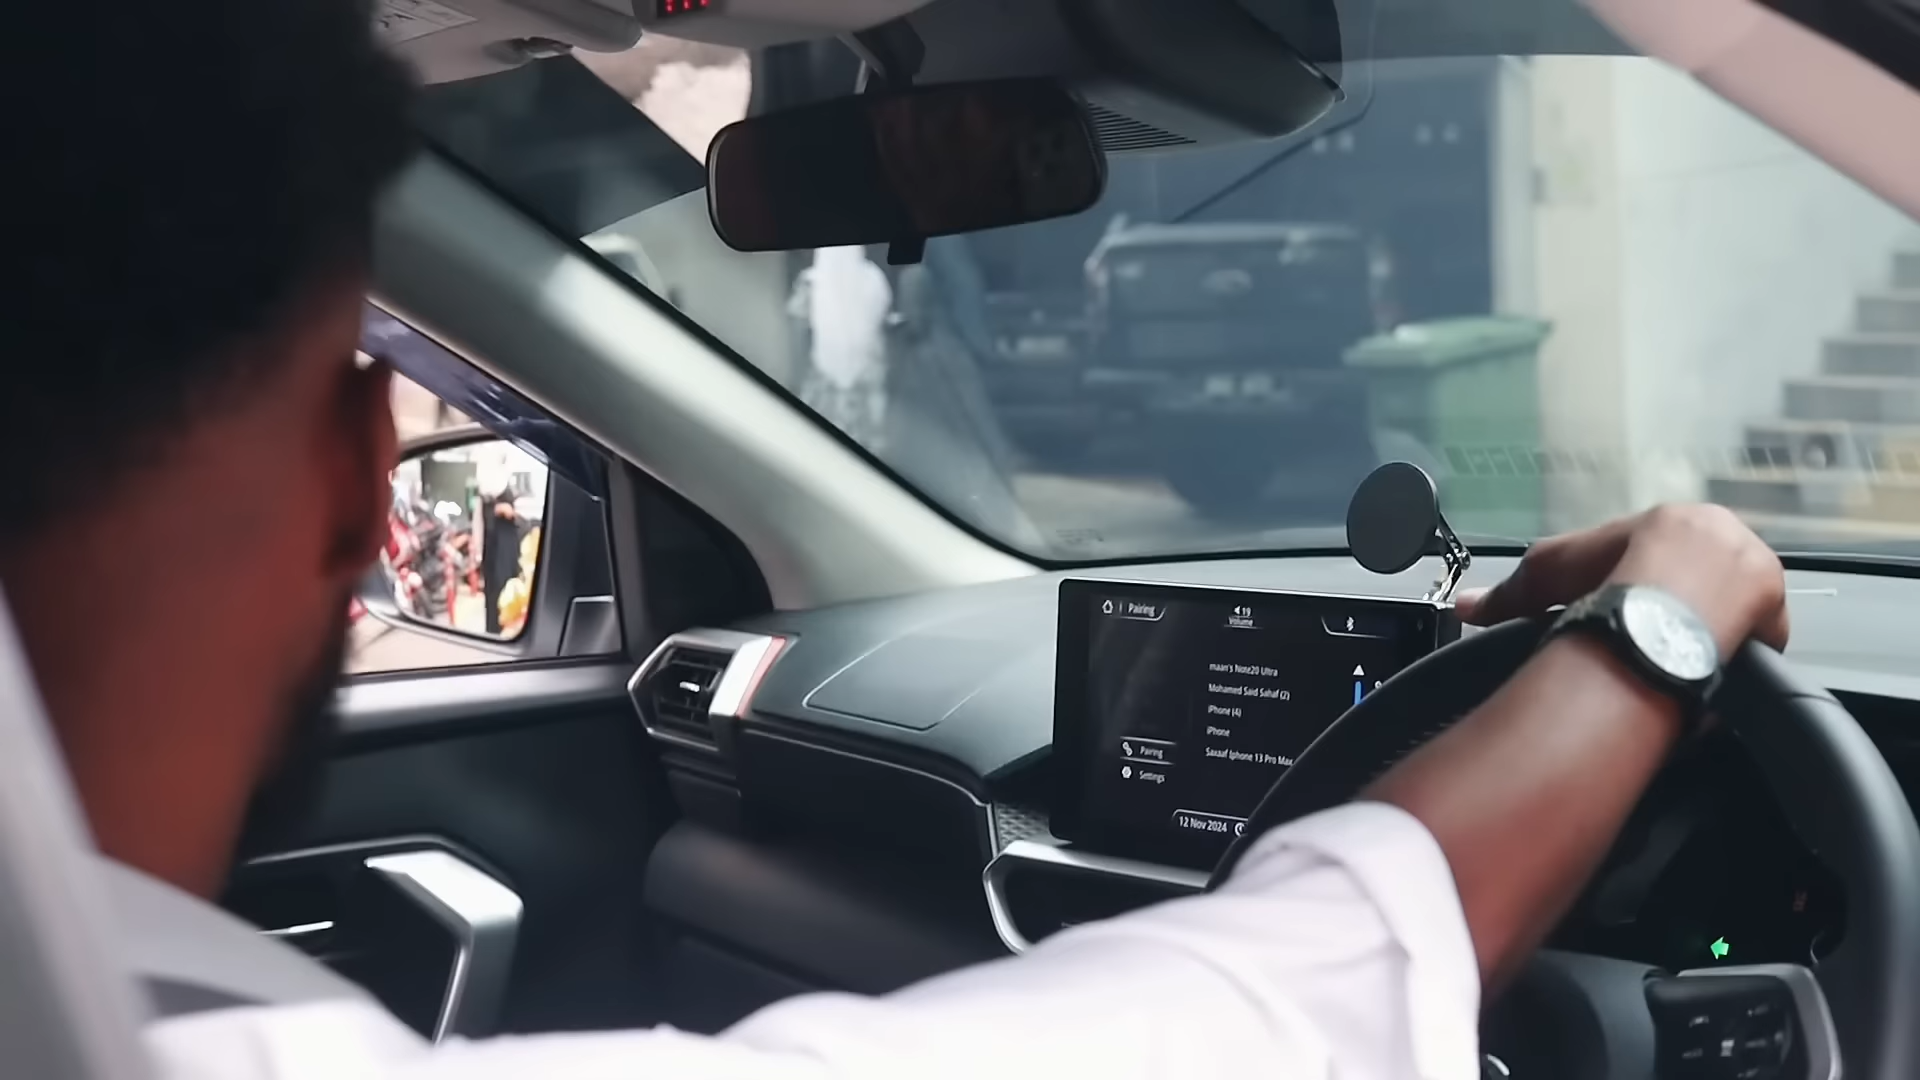 Pairing
19
Volume
maan's Note20 Ultra
Mohamed Said Sahaf (2)
iPhone (4)
iPhone
Saxaaf Iphone 13 Pro Max
Pairing
Settings
12 Nov 2024